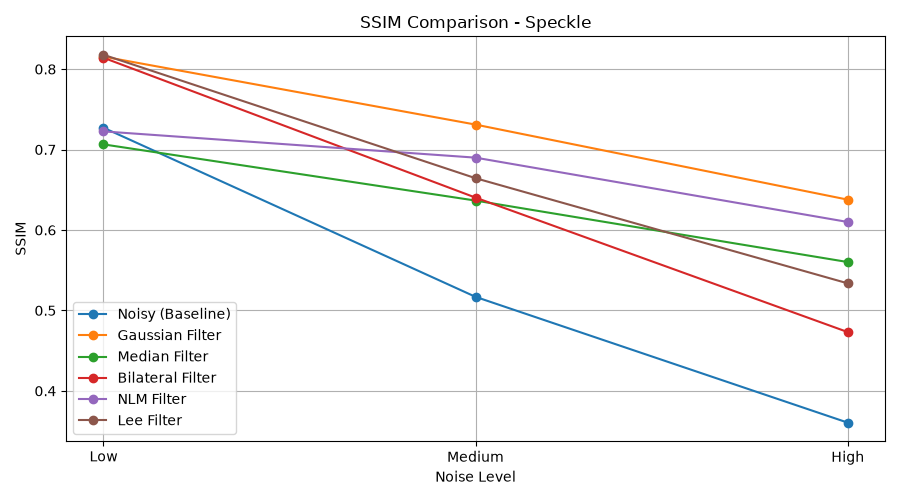 SSIM Comparison - Speckle
0.8
0.7
0.6
0.5
0.4
SSIM
Noisy (Baseline)
Gaussian Filter
Median Filter
Bilateral Filter
NLM Filter
Lee Filter
Low Medium High
Noise Level